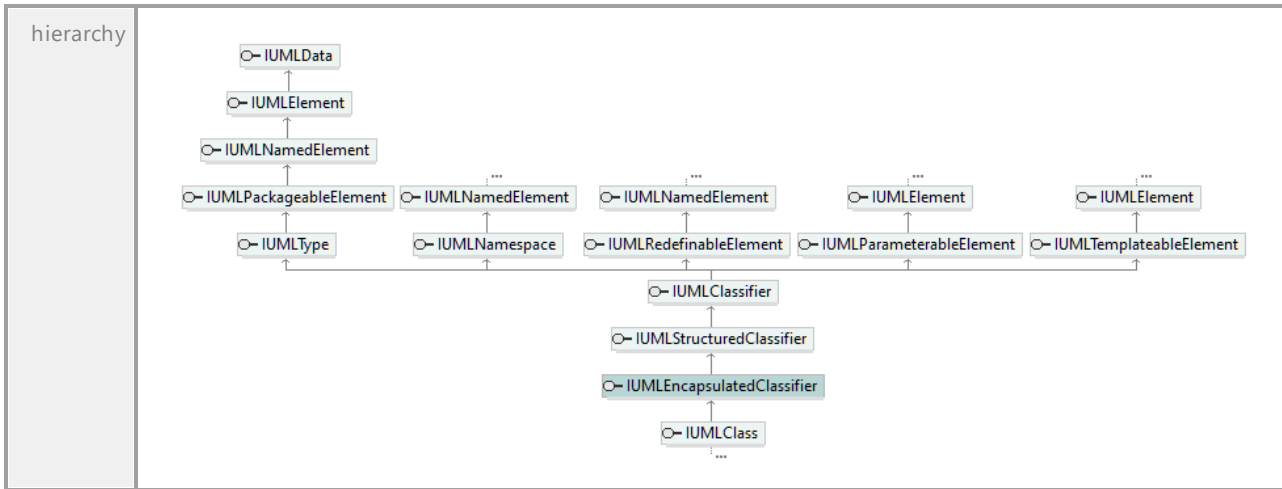 hierarchy
IUMLData
IUMLElement
IUMLNamedElement
... ... ... ...
IUMLPackageableElement IUMLNamedElement IUMLNamedElement IUMLElement IUMLElement
IUMLType IUMLNamespace IUMLRedefinableElement IUMLParameterableElement IUMLTemplateableElement
IUMLClassifier
IUMLStructuredClassifier
IUMLEncapsulatedClassifier
IUMLClass
...